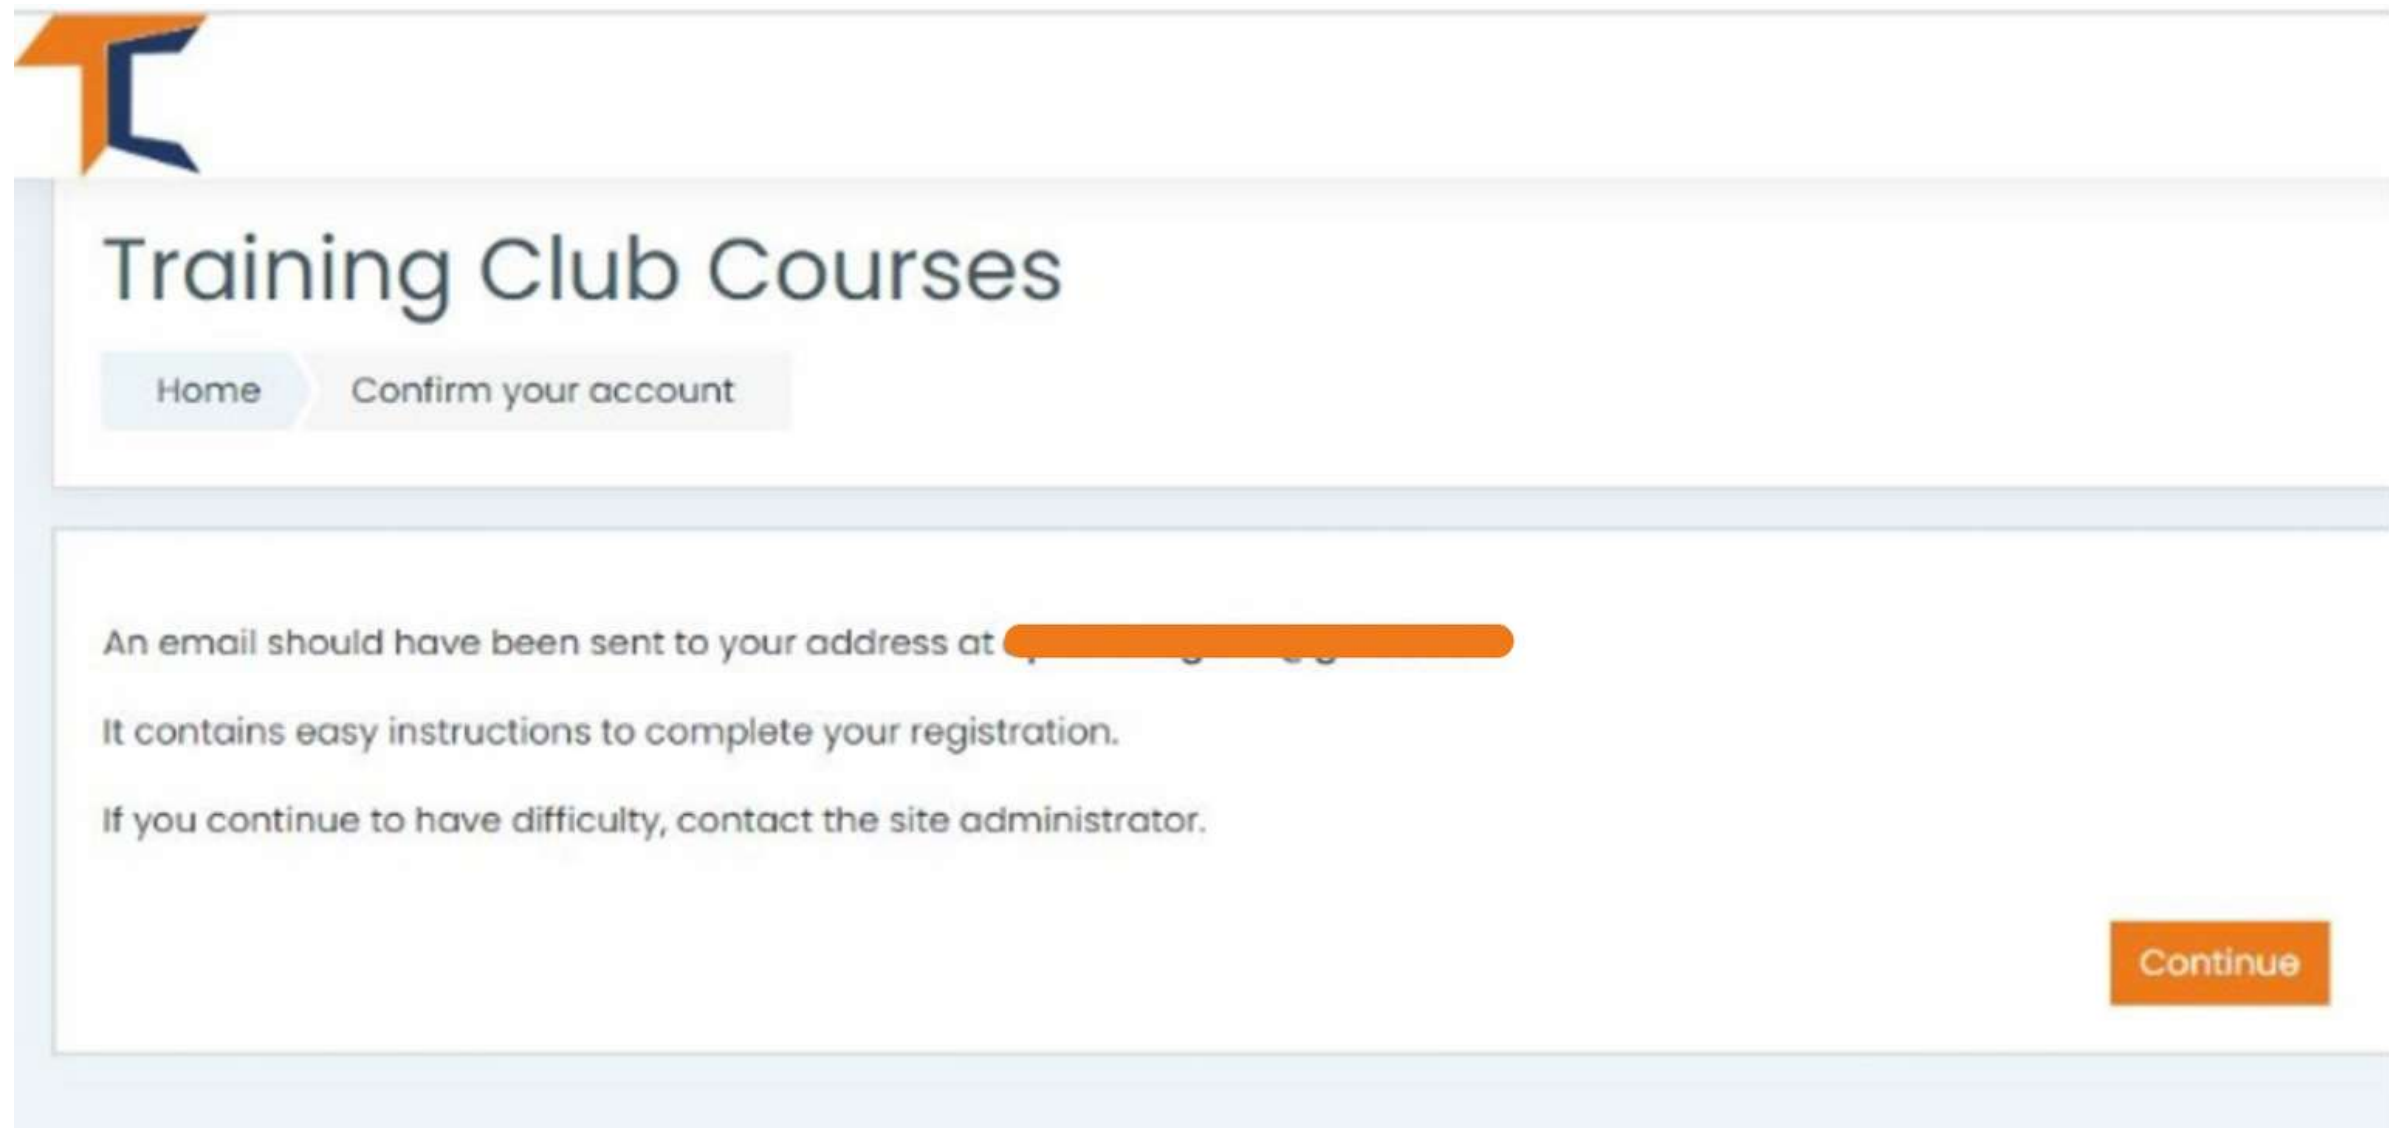 TC
Training Club Courses
Home
Confirm your account
An email should have been sent to your address at
It contains easy instructions to complete your registration.
If you continue to have difficulty, contact the site administrator.
Continue